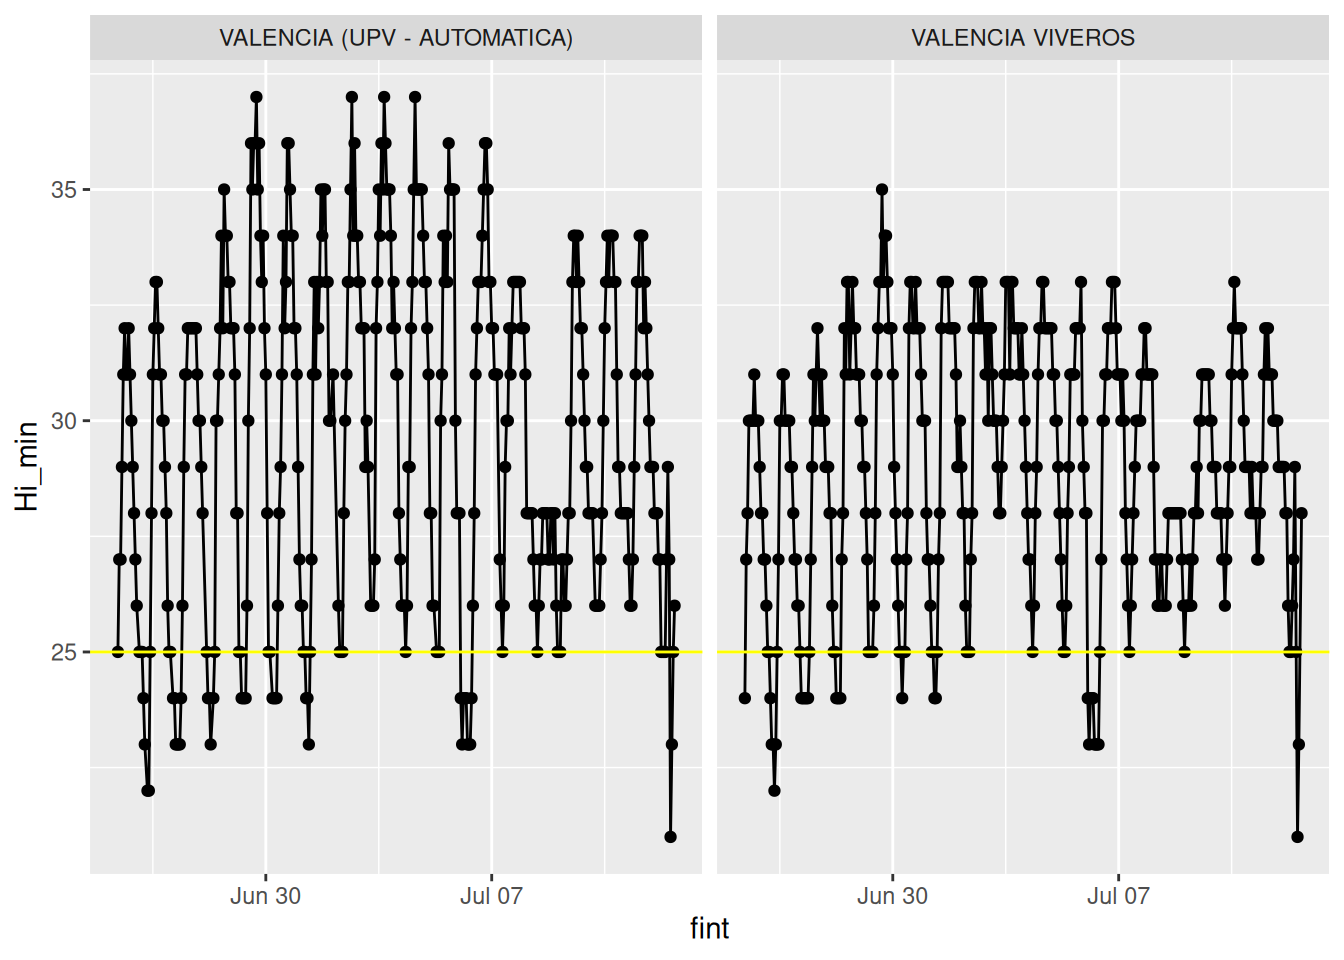 VALENCIA (UPV - AUTOMATICA)
VALENCIA VIVEROS
35
30
25
Hi_min
Jun 30
Jul 07
Jun 30
Jul 07
fint